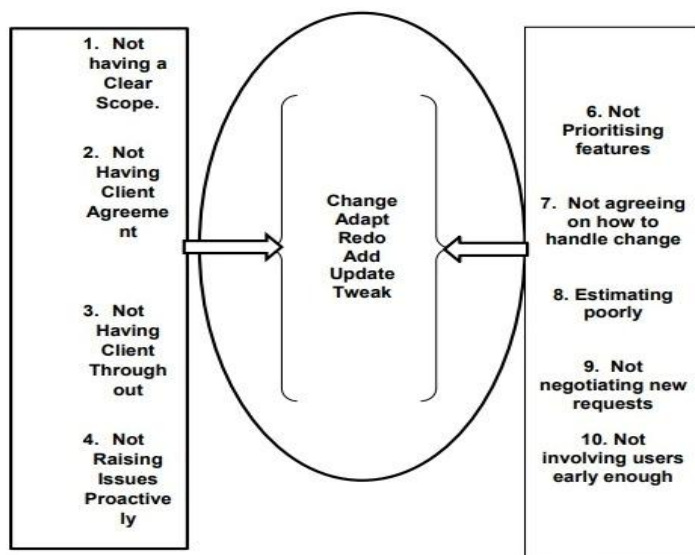 1. Not
having a
Clear
Scope.
2. Not
Having
Client
Agreeme
nt
3. Not
Having
Client
Through
out
4. Not
Raising
Issues
Proactive
ly
Change
Adapt
Redo
Add
Update
Tweak
6. Not
Prioritising
features
7. Not agreeing
on how to
handle change
8. Estimating
poorly
9. Not
negotiating new
requests
10. Not
involving users
early enough